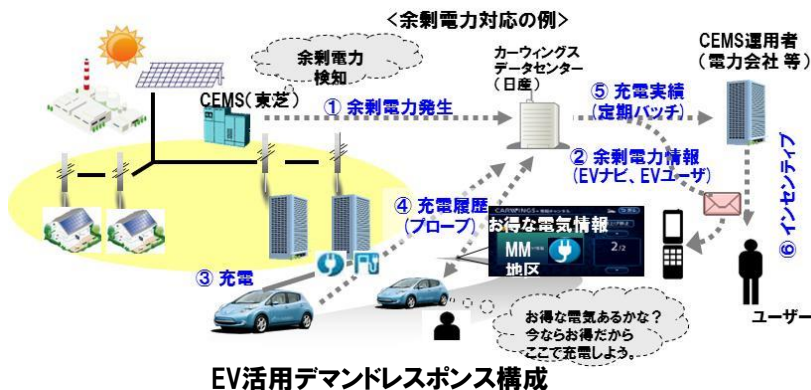 <余剰電力対応の例>
余剰電力
検知
カーウィングス
データセンター
(日産)
CEMS運用者
(電力会社 等)
CEMS(東芝)
① 余剰電力発生
⑤ 充電実績
(定期バッチ)
② 余剰電力情報
(EVナビ、EVユーザ)
④ 充電履歴
(プローブ)
CARWINGS
お得な電気情報
MM
地区
2/2
⑥ インセンティブ
③ 充電
お得な電気あるかな?
今ならお得だから
ここで充電しよう。
ユーザー
EV活用デマンドレスポンス構成